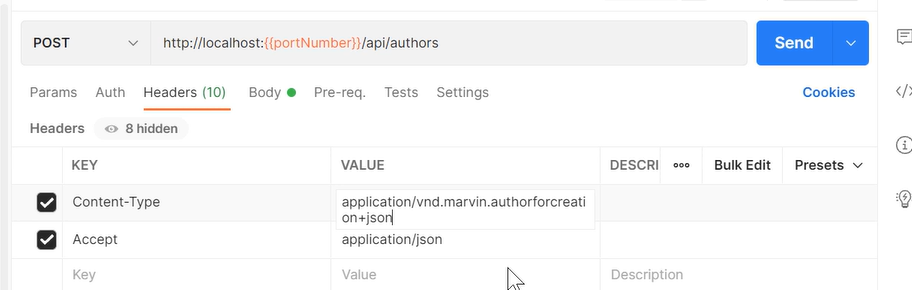 POST http://localhost:{{portNumber}}/api/authors Send
Params Auth Headers (10) Body Pre-req. Tests Settings Cookies
Headers 8 hidden
KEY VALUE DESCRI ••• Bulk Edit Presets
Content-Type application/vnd.marvin.authorforcreati
on+json
Accept application/json
Key Value Description